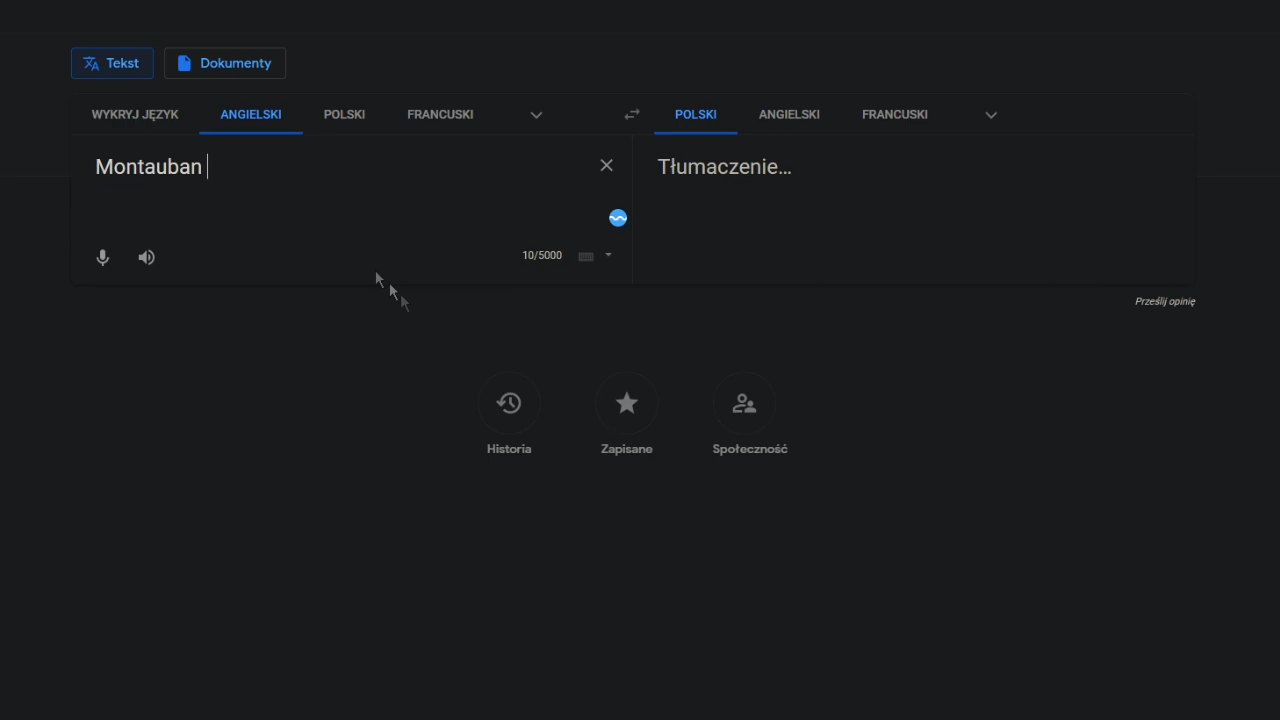 Tekst
Dokumenty
WYKRYJ JĘZYK ANGIELSKI POLSKI FRANCUSKI POLSKI ANGIELSKI FRANCUSKI
Montauban
Tłumaczenie...
10/5000
Prześlij opinię
Historia Zapisane Społeczność